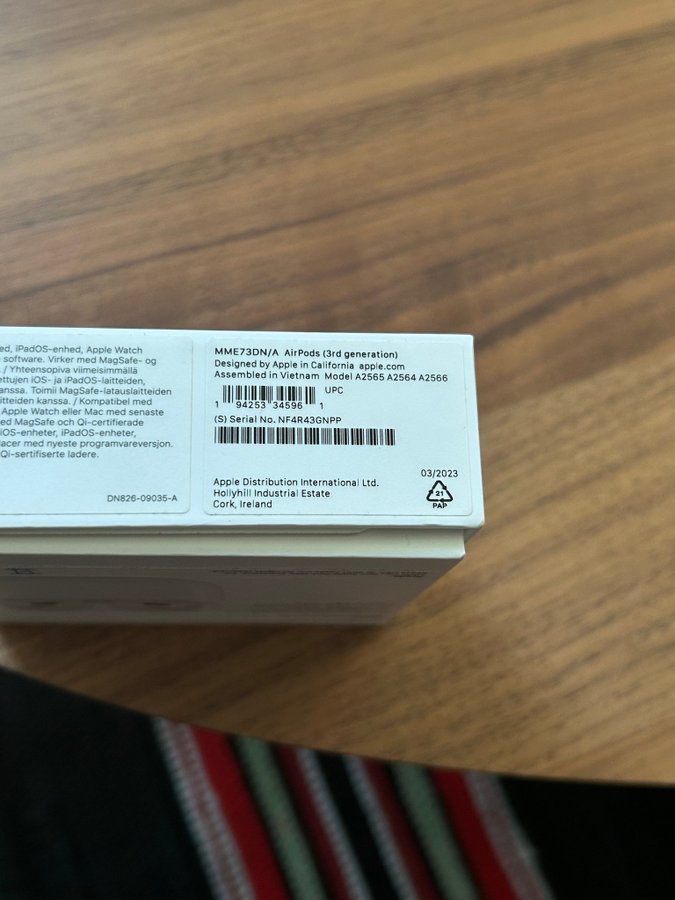 ed, iPadOS-enhed, Apple Watch
software. Virker med MagSafe- og
/ Yhteensopiva viimeisimmällä
ettujen iOS- ja iPadOS-laitteiden,
kanssa. Toimii MagSafe-latauslaitteiden
itteiden kanssa. / Kompatibel med
Apple Watch eller Mac med senaste
ed MagSafe och Qi-certifierade
iOS-enheter, iPadOS-enheter,
lacer med nyeste programvareversjon.
Qi-sertifiserte ladere.
DN826-09035-A
MME73DN/A AirPods (3rd generation)
Designed by Apple in California apple.com
Assembled in Vietnam Model A2565 A2564 A2566
UPC
1 94253 34596 1
(S) Serial No. NF4R43GNPP
03/2023
Apple Distribution International Ltd.
Hollyhill Industrial Estate
Cork, Ireland
21
PAP